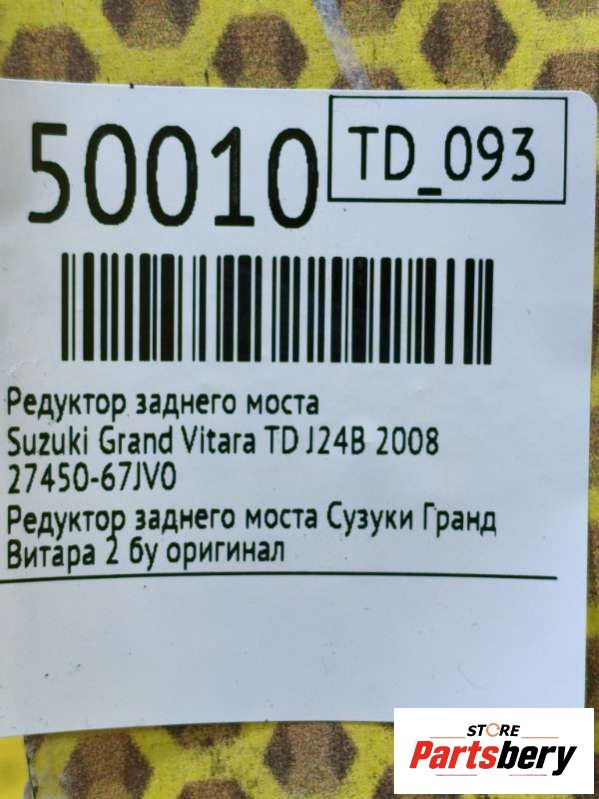 50010
TD_093
Редуктор заднего моста
Suzuki Grand Vitara TD J24B 2008
27450-67JV0
Редуктор заднего моста Сузуки Гранд
Витара 2 бу оригинал
STORE
Partsbery